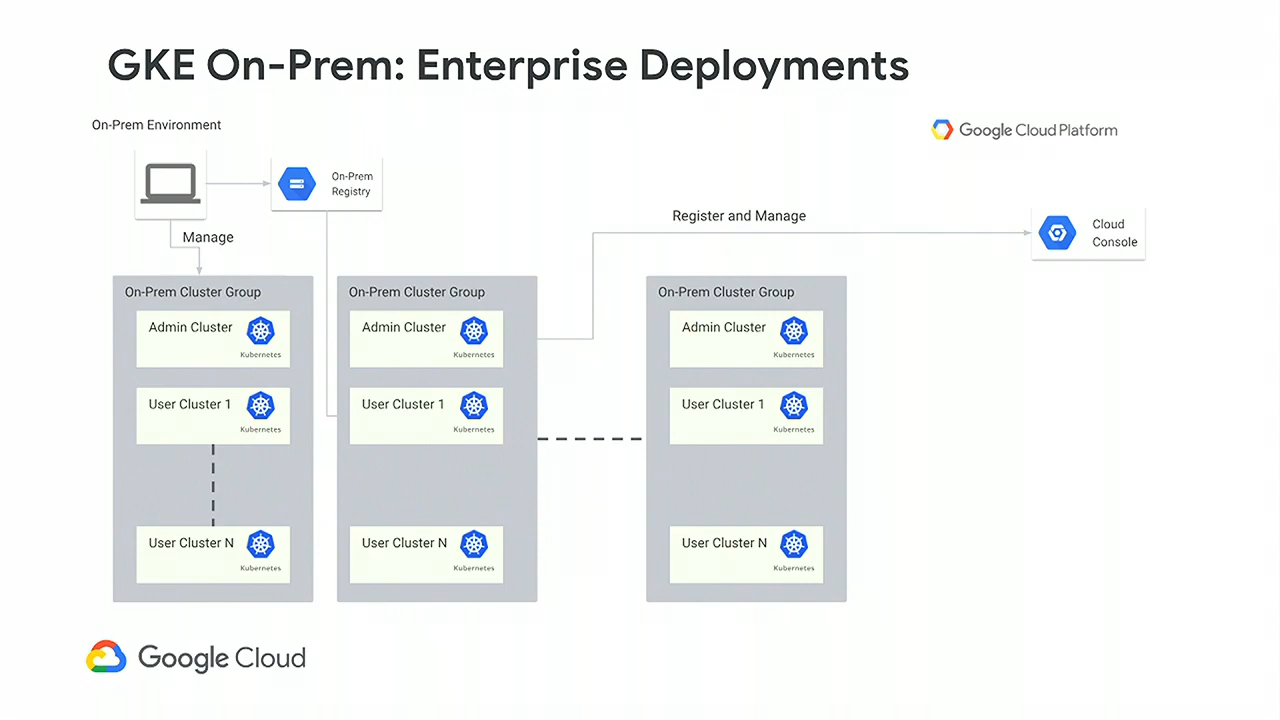 GKE On-Prem: Enterprise Deployments
On-Prem Environment
Google Cloud Platform
On-Prem
Registry
Manage
Register and Manage
Cloud
Console
On-Prem Cluster Group
Admin Cluster
Kubernetes
User Cluster 1
Kubernetes
User Cluster N
Kubernetes
On-Prem Cluster Group
Admin Cluster
Kubernetes
User Cluster 1
Kubernetes
User Cluster N
Kubernetes
On-Prem Cluster Group
Admin Cluster
Kubernetes
User Cluster 1
Kubernetes
User Cluster N
Kubernetes
Google Cloud